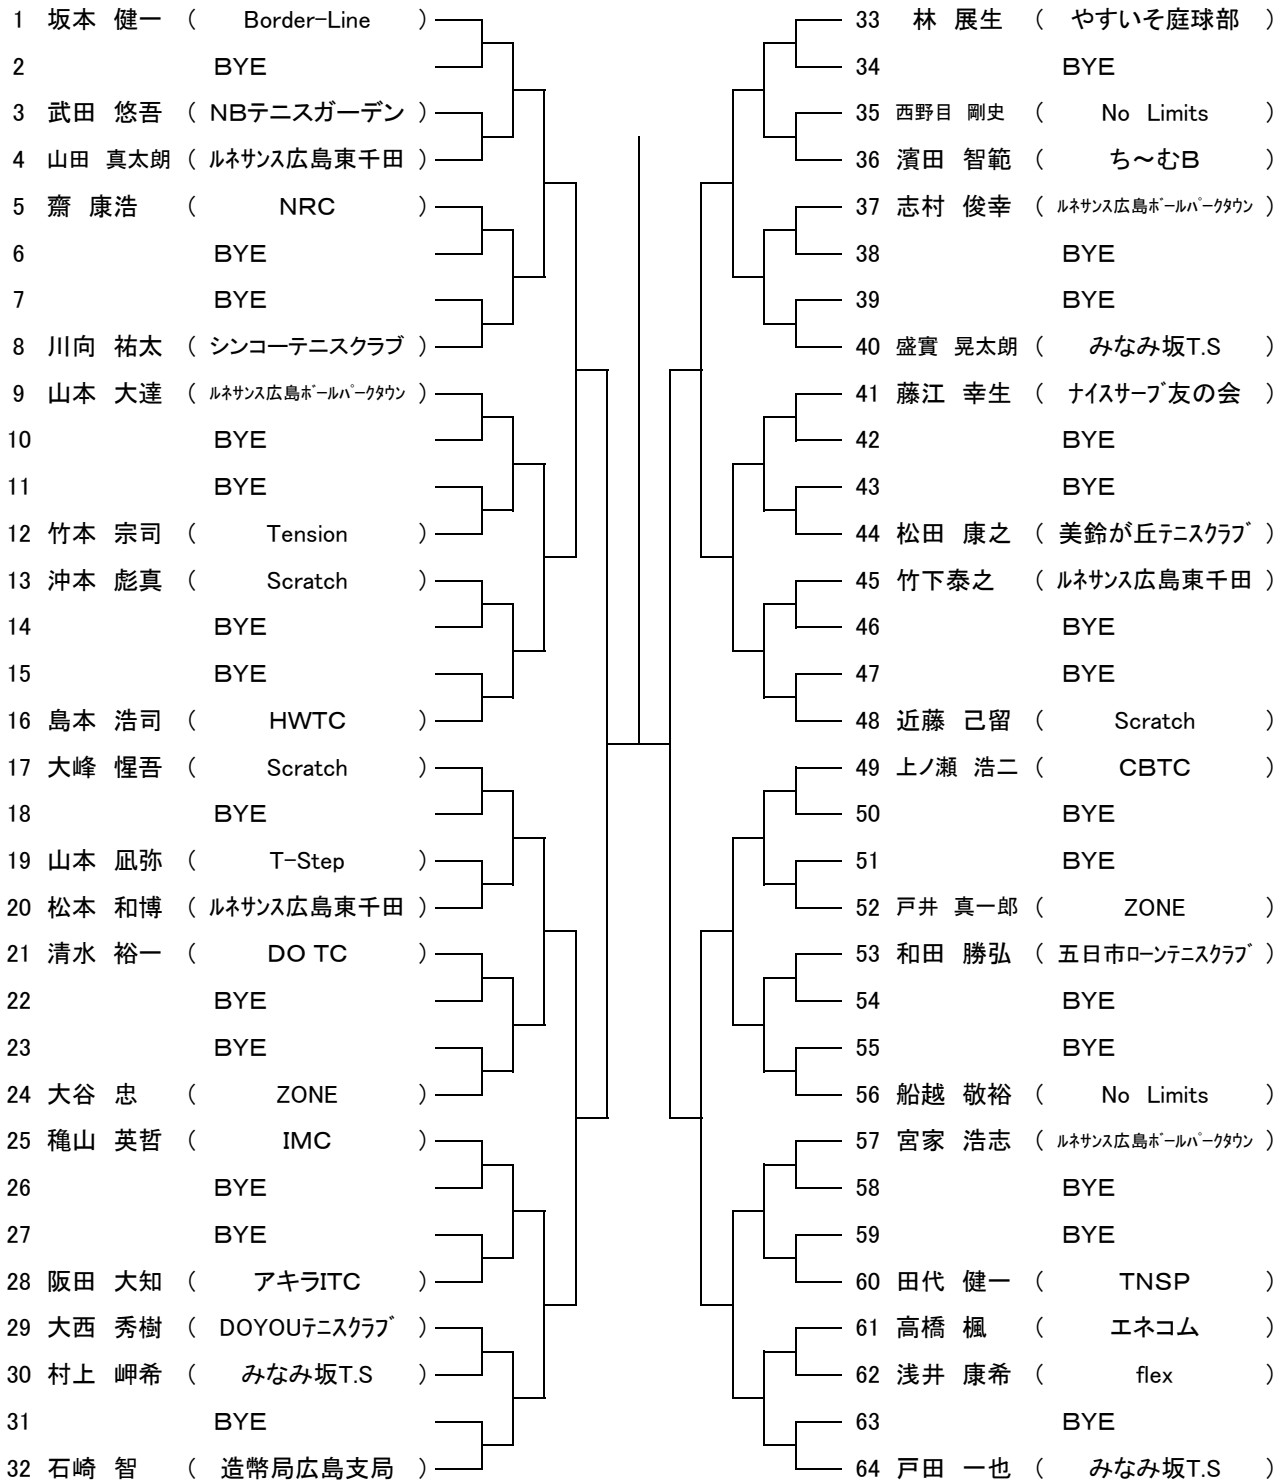 1 坂本 健一 ( Border-Line )
2 BYE
3 武田 悠吾 ( NBテニスガーデン )
4 山田 真太朗 ( ルネサンス広島東千田 )
5 齋 康浩 ( NRC )
6 BYE
7 BYE
8 川向 祐太 ( シンコーテニスクラブ )
9 山本 大達 ( ルネサンス広島ボールパークタウン )
10 BYE
11 BYE
12 竹本 宗司 ( Tension )
13 沖本 彪真 ( Scratch )
14 BYE
15 BYE
16 島本 浩司 ( HWTC )
17 大峰 惺吾 ( Scratch )
18 BYE
19 山本 凪弥 ( T-Step )
20 松本 和博 ( ルネサンス広島東千田 )
21 清水 裕一 ( DO TC )
22 BYE
23 BYE
24 大谷 忠 ( ZONE )
25 穐山 英哲 ( IMC )
26 BYE
27 BYE
28 阪田 大知 ( アキラITC )
29 大西 秀樹 ( DOYOUテニスクラブ )
30 村上 岬希 ( みなみ坂T.S )
31 BYE
32 石崎 智 ( 造幣局広島支局 )
33 林 展生 ( やすいそ庭球部 )
34 BYE
35 西野目 剛史 ( No Limits )
36 濱田 智範 ( ち～むB )
37 志村 俊幸 ( ルネサンス広島ボールパークタウン )
38 BYE
39 BYE
40 盛實 晃太朗 ( みなみ坂T.S )
41 藤江 幸生 ( ナイスサーブ友の会 )
42 BYE
43 BYE
44 松田 康之 ( 美鈴が丘テニスクラブ )
45 竹下泰之 ( ルネサンス広島東千田 )
46 BYE
47 BYE
48 近藤 己留 ( Scratch )
49 上ノ瀬 浩二 ( CBTC )
50 BYE
51 BYE
52 戸井 真一郎 ( ZONE )
53 和田 勝弘 ( 五日市ローンテニスクラブ )
54 BYE
55 BYE
56 船越 敬裕 ( No Limits )
57 宮家 浩志 ( ルネサンス広島ボールパークタウン )
58 BYE
59 BYE
60 田代 健一 ( TNSP )
61 高橋 楓 ( エネコム )
62 浅井 康希 ( flex )
63 BYE
64 戸田 一也 ( みなみ坂T.S )